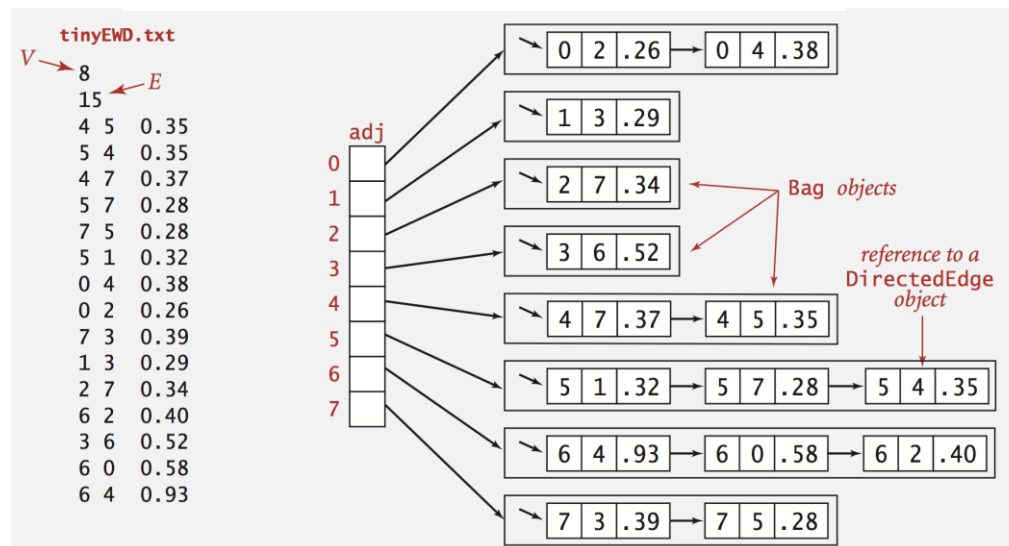 tinyEWD.txt
V
8
E
15
4 5 0.35
5 4 0.35
4 7 0.37
5 7 0.28
7 5 0.28
5 1 0.32
0 4 0.38
0 2 0.26
7 3 0.39
1 3 0.29
2 7 0.34
6 2 0.40
3 6 0.52
6 0 0.58
6 4 0.93
adj
0
1
2
3
4
5
6
7
0 2 .26 0 4 .38
1 3 .29
2 7 .34
3 6 .52
4 7 .37 4 5 .35
5 1 .32 5 7 .28 5 4 .35
6 4 .93 6 0 .58 6 2 .40
7 3 .39 7 5 .28
Bag objects
reference to a
DirectedEdge
object